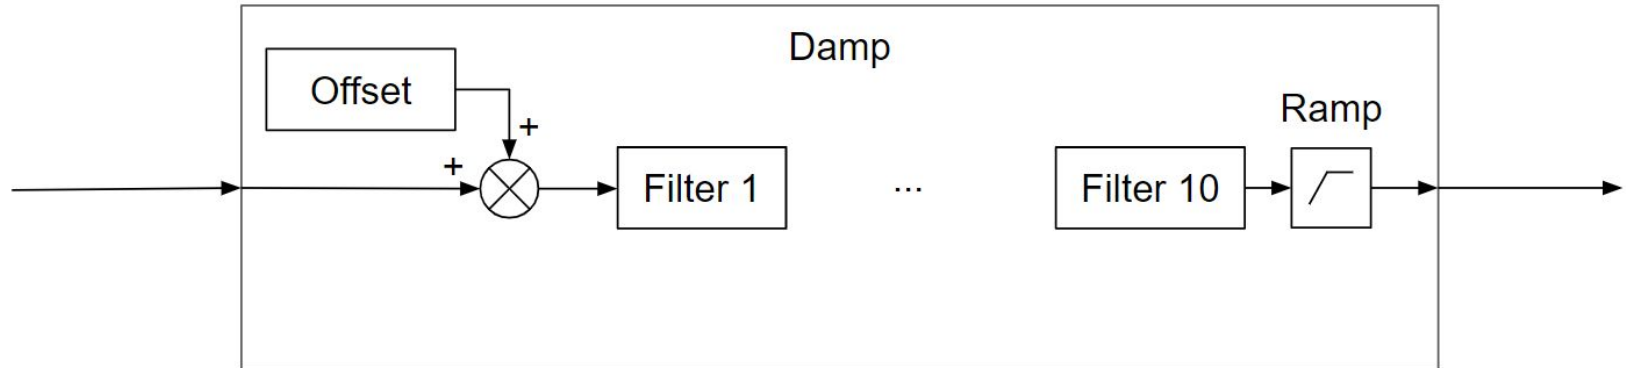 Damp
Offset
Ramp
+
+
Filter 1
...
Filter 10